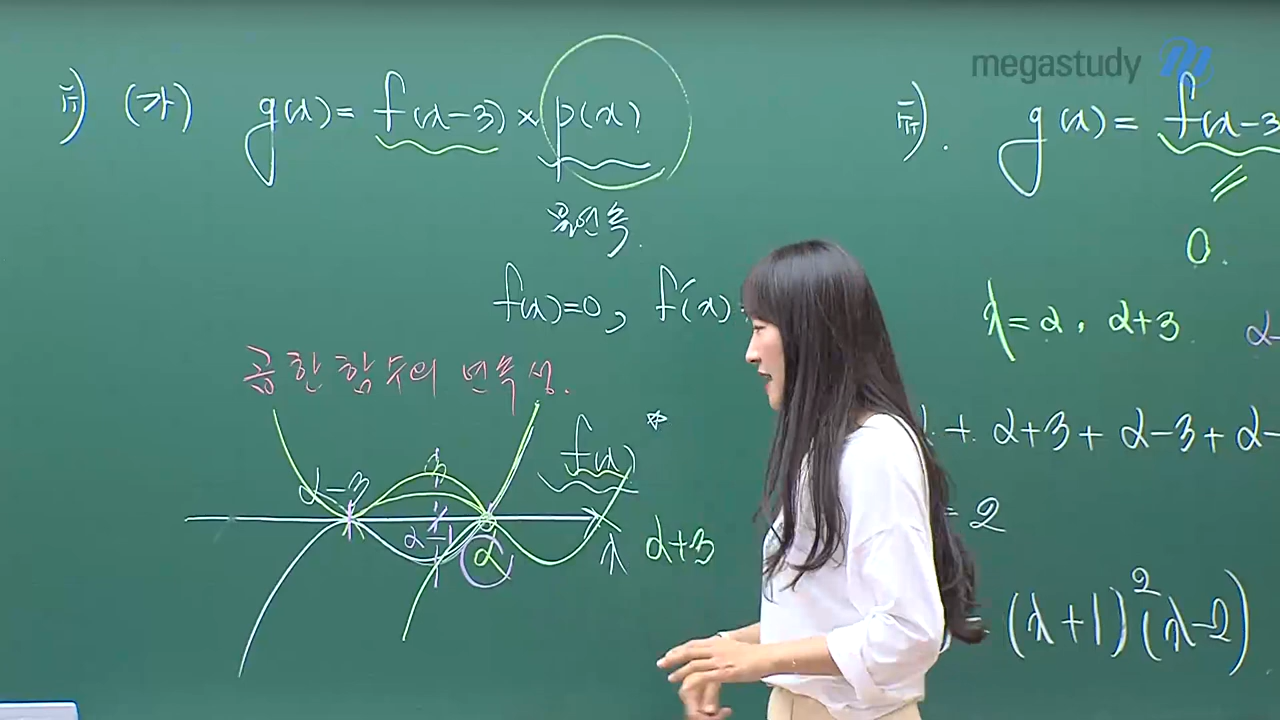 megastudy
ii) (가) g(x)= f(x-3) × p(x)
불연속.
f(x)=0, f'(x)
곱한 함수의 연속성.
f(x)
α-3
α-1
α
x
α+3
iii). g(x)= f(x-3
0.
x=α, α+3
+ α+3 + α-3 + α-
= 2
(x+1)²(x-2)